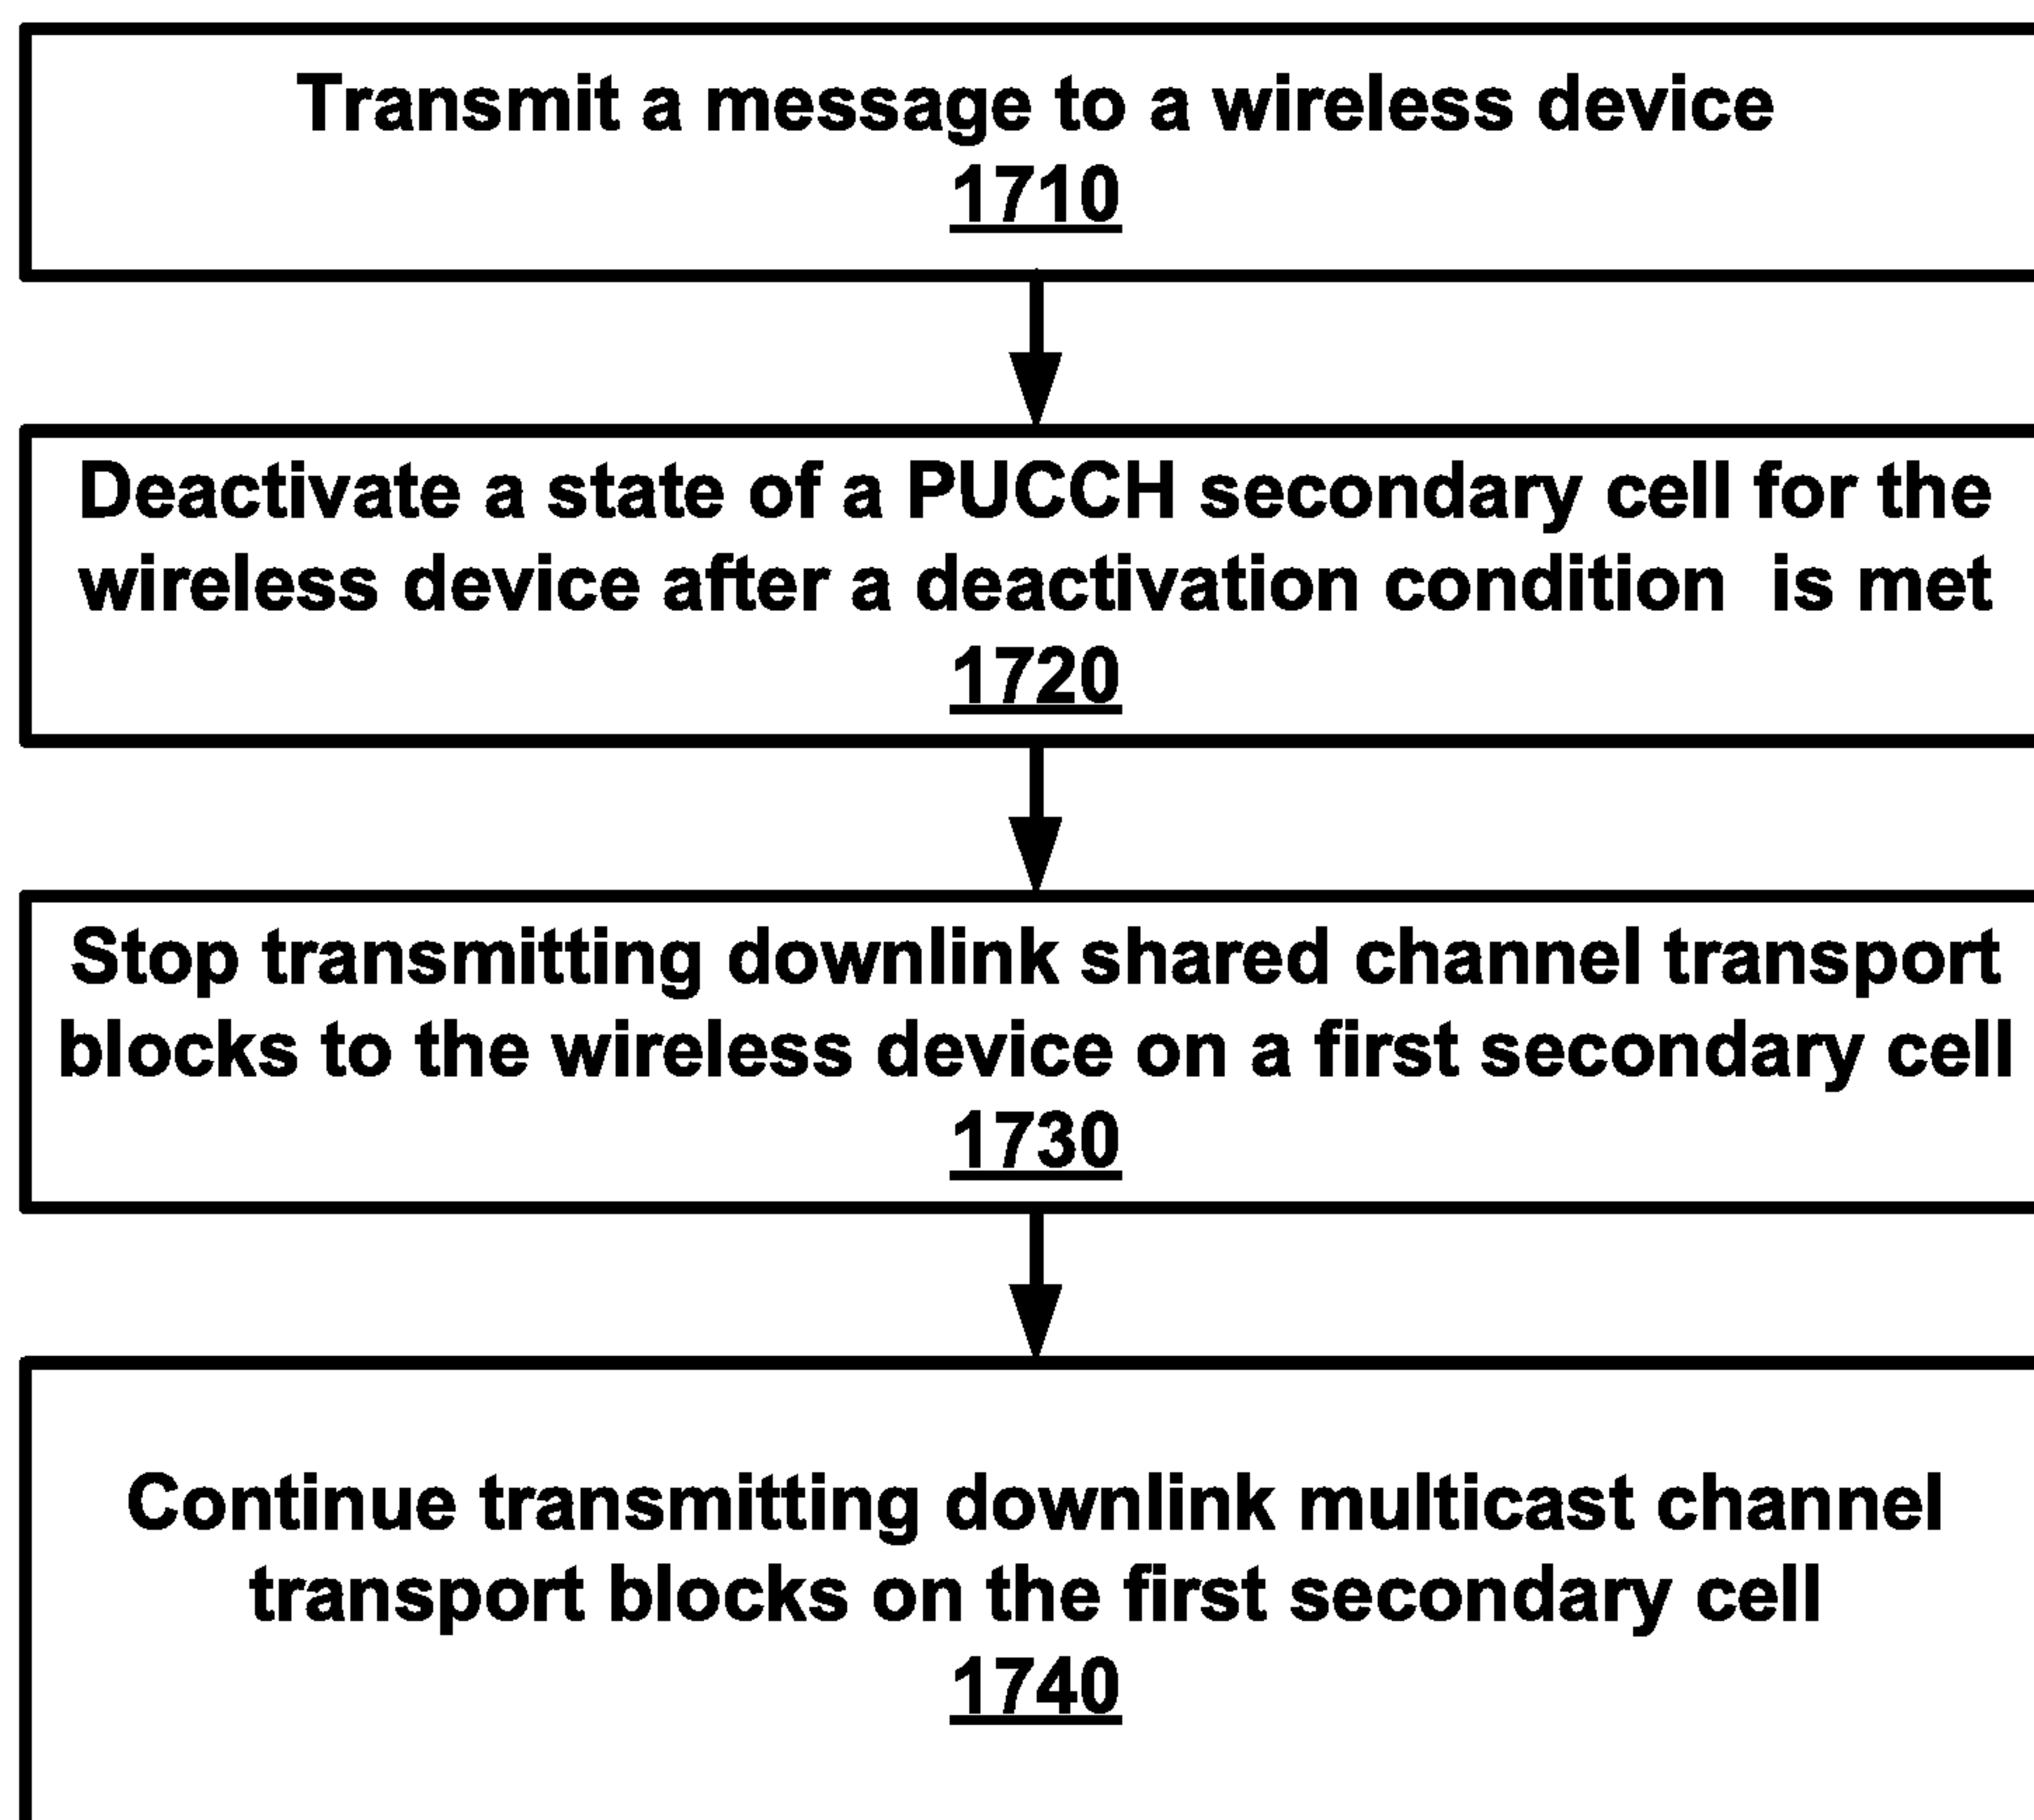 Transmit a message to a wireless device
1710
Deactivate a state of a PUCCH secondary cell for the
wireless device after a deactivation condition  is met
1720
Stop transmitting downlink shared channel transport
blocks to the wireless device on a first secondary cell
1730
Continue transmitting downlink multicast channel
transport blocks on the first secondary cell
1740